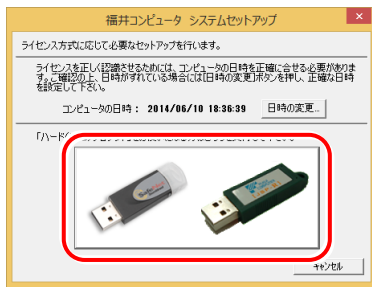 福井コンピュータ システムセットアップ
ライセンス方式に応じて必要なセットアップを行います。
ライセンスを正しく認識させるためには、コンピュータの日時を正確に合せる必要がありま
す。ご確認の上、日時がずれている場合には[日時の変更]ボタンを押し、正確な日時
を設定して下さい。
コンピュータの日時： 2014/06/10 18:36:39 日時の変更...
「ハード
キャンセル